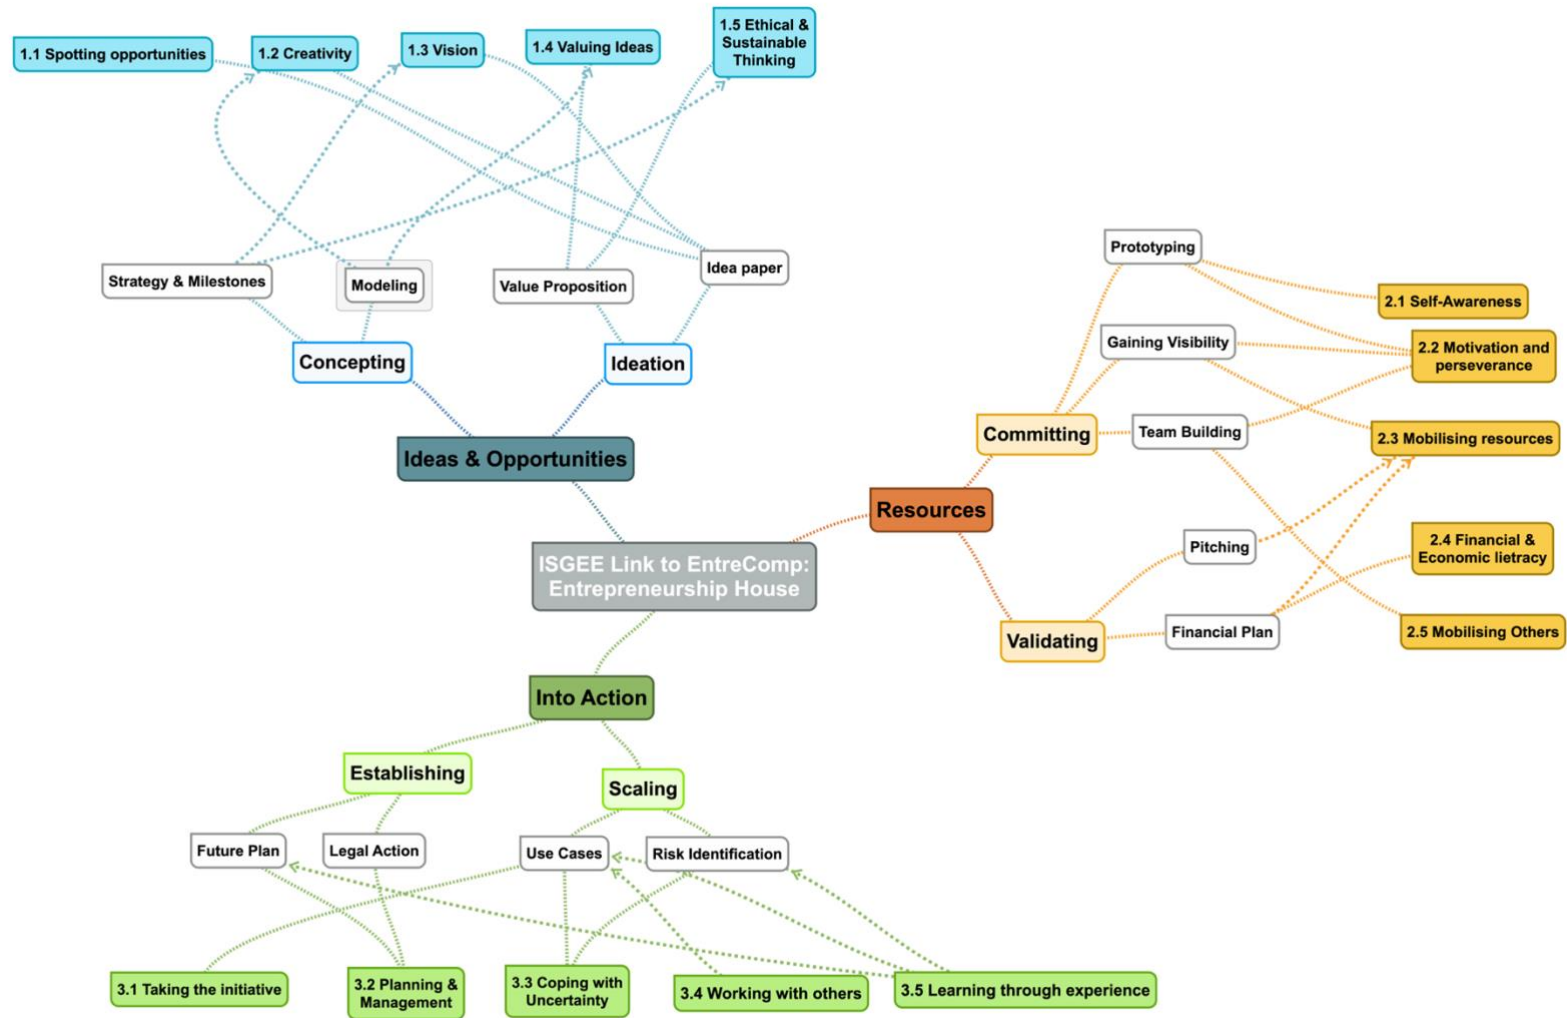 1.1 Spotting opportunities
1.2 Creativity
1.3 Vision
1.4 Valuing Ideas
1.5 Ethical &
Sustainable
Thinking
Strategy & Milestones
Modeling
Value Proposition
Idea paper
Concepting
Ideation
Ideas & Opportunities
Prototyping
2.1 Self-Awareness
Gaining Visibility
2.2 Motivation and
perseverance
Committing
Team Building
2.3 Mobilising resources
Resources
Pitching
2.4 Financial &
Economic lietracy
Validating
Financial Plan
2.5 Mobilising Others
ISGEE Link to EntreComp:
Entrepreneurship House
Into Action
Establishing
Scaling
Future Plan
Legal Action
Use Cases
Risk Identification
3.1 Taking the initiative
3.2 Planning &
Management
3.3 Coping with
Uncertainty
3.4 Working with others
3.5 Learning through experience